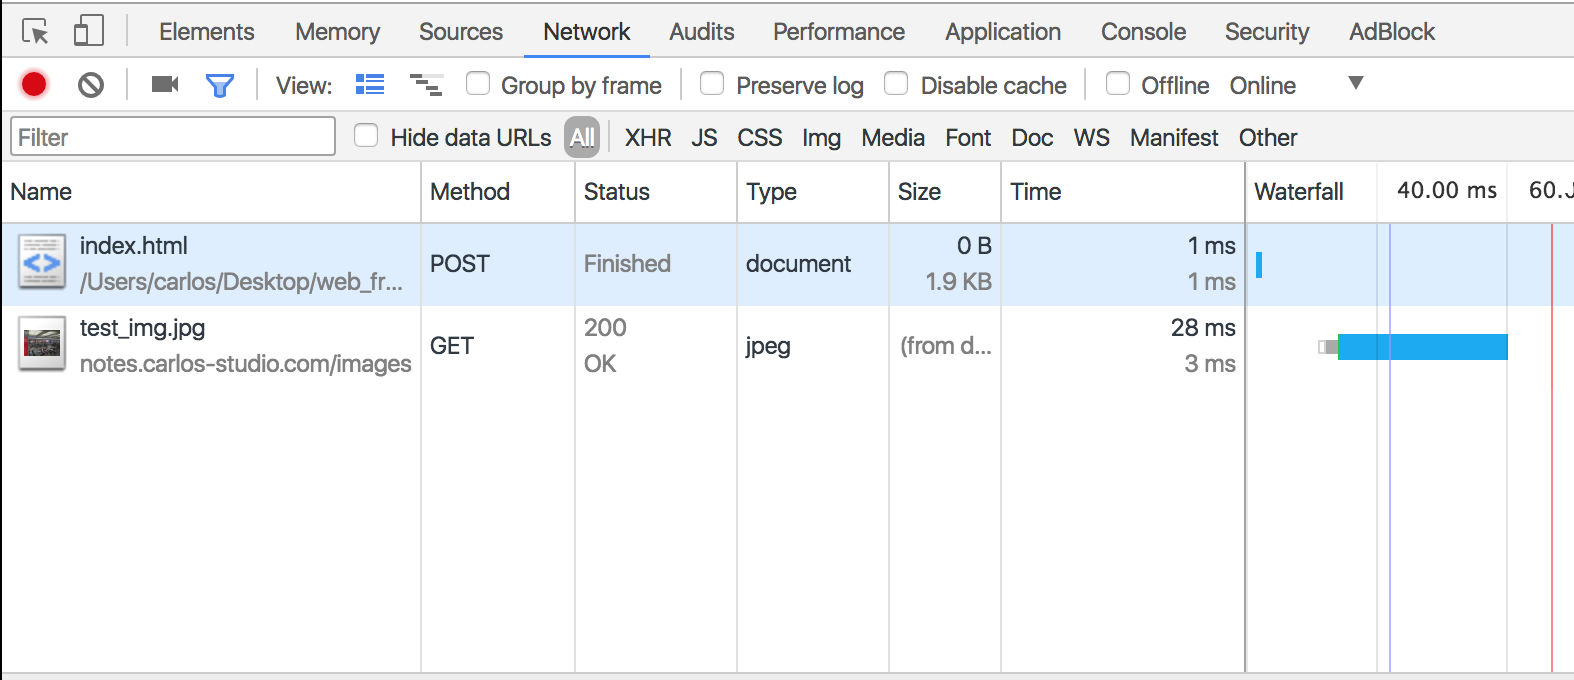 Elements Memory Sources Network Audits Performance Application Console Security AdBlock
View: Group by frame Preserve log Disable cache Offline Online
Filter Hide data URLs All XHR JS CSS Img Media Font Doc WS Manifest Other
Name Method Status Type Size Time Waterfall 40.00 ms 60.
index.html 0 B 1 ms
POST Finished document
/Users/carlos/Desktop/web_fr... 1.9 KB 1 ms
test_img.jpg 200 28 ms
GET jpeg (from d...
notes.carlos-studio.com/images OK 3 ms